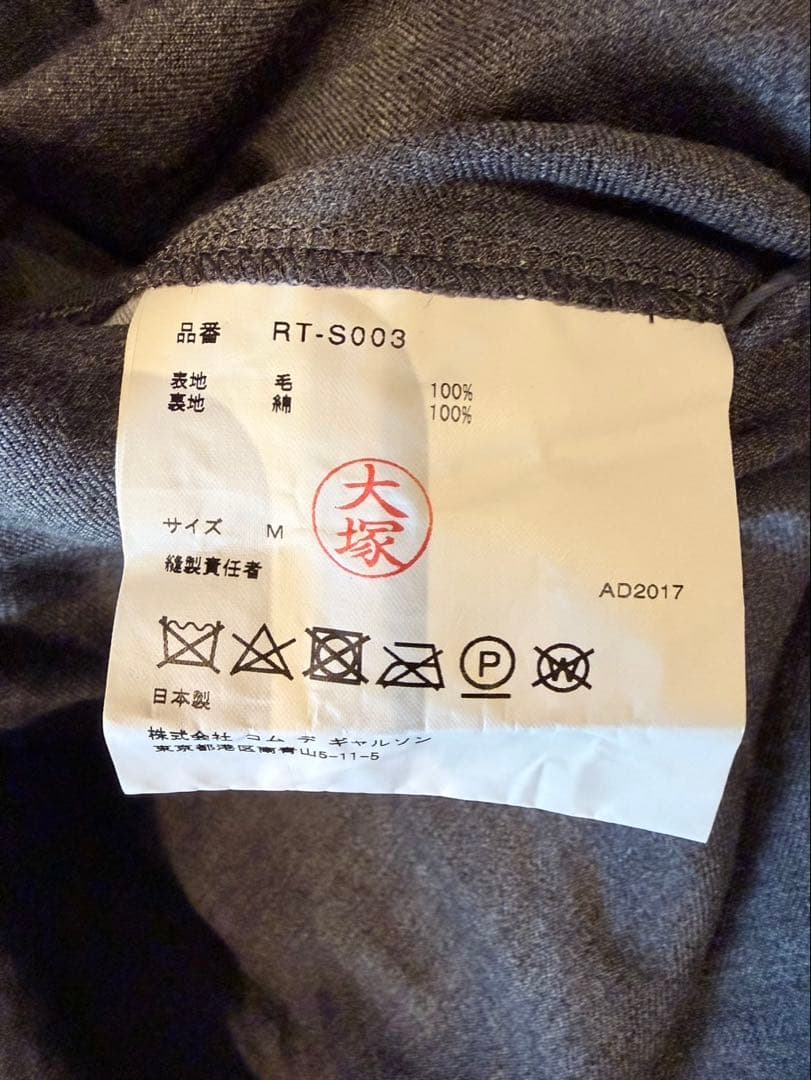 品番 RT-S003
表地 毛 100%
裏地 綿 100%
大塚
サイズ M
縫製責任者
AD2017
P
W
日本製
株式会社 コム デ ギャルソン
東京都港区南青山5-11-5